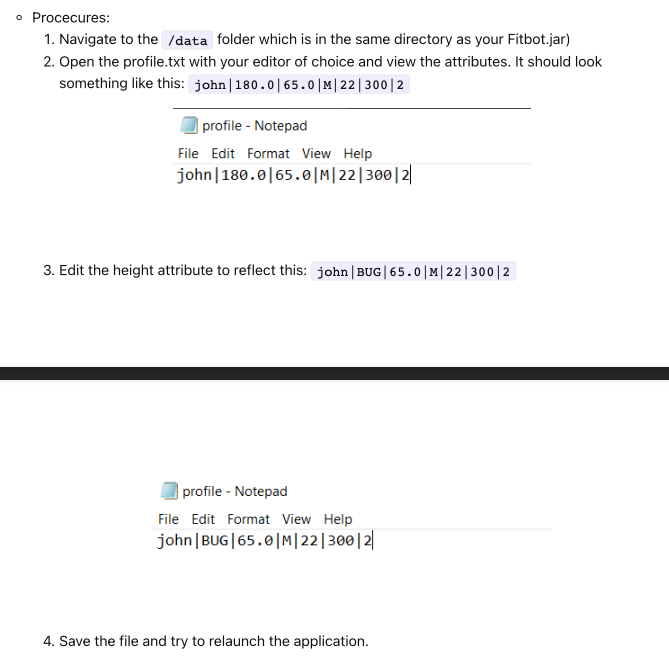 Procecures:
1. Navigate to the /data folder which is in the same directory as your Fitbot.jar)
2. Open the profile.txt with your editor of choice and view the attributes. It should look
something like this: john|180.0|65.0|M|22|300|2
profile - Notepad
File Edit Format View Help
john|180.0|65.0|M|22|300|2
3. Edit the height attribute to reflect this: john|BUG|65.0|M|22|300|2
profile - Notepad
File Edit Format View Help
john|BUG|65.0|M|22|300|2
4. Save the file and try to relaunch the application.